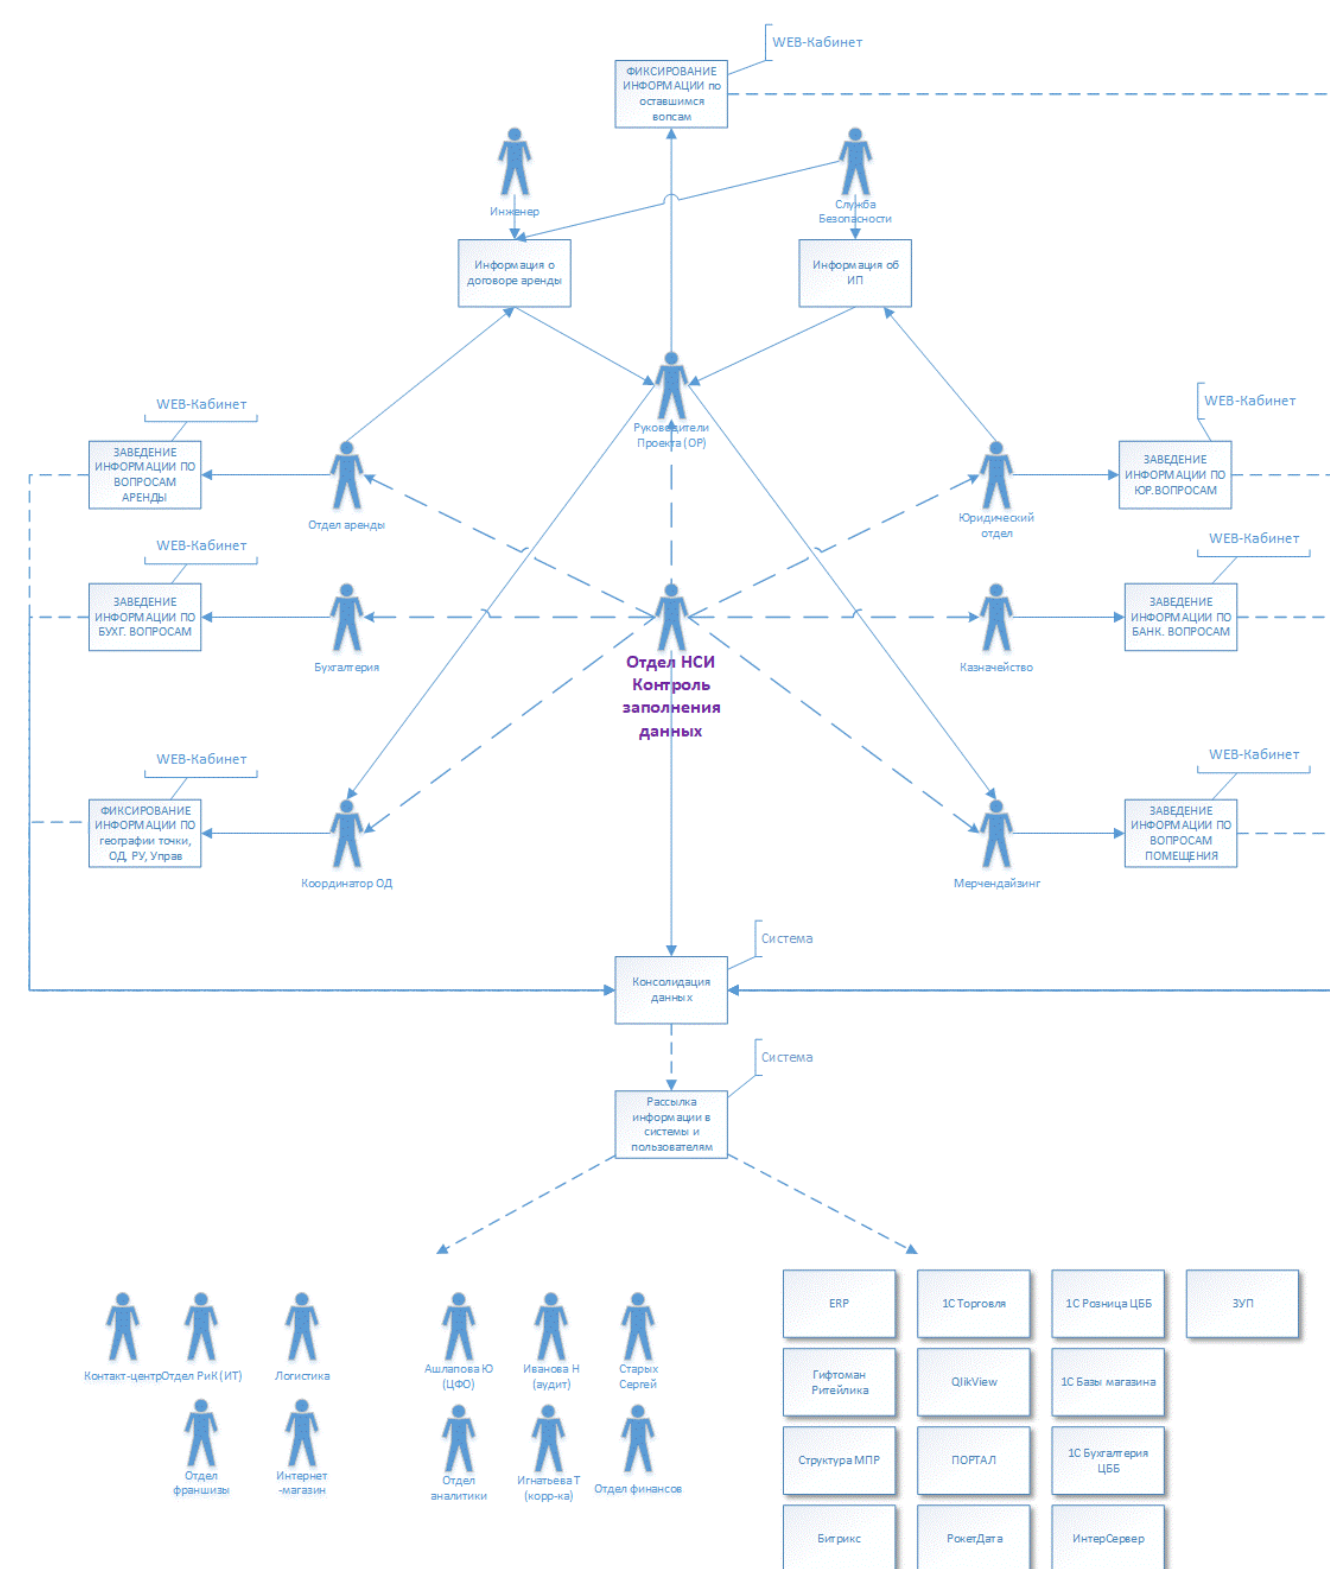 WEB-Кабинет
ФИКСИРОВАНИЕ
ИНФОРМАЦИИ по
оставшимся
вопсам
Инженер
Служба
Безопасности
Информация о
договоре аренды
Информация об
ИП
Руководители
Проекта (ОР)
WEB-Кабинет
ЗАВЕДЕНИЕ
ИНФОРМАЦИИ ПО
ВОПРОСАМ
АРЕНДЫ
Отдел аренды
WEB-Кабинет
ЗАВЕДЕНИЕ
ИНФОРМАЦИИ ПО
ЮР.ВОПРОСАМ
Юридический
отдел
WEB-Кабинет
ЗАВЕДЕНИЕ
ИНФОРМАЦИИ ПО
БУХГ. ВОПРОСАМ
Бухгалтерия
Отдел НСИ
Контроль
заполнения
данных
WEB-Кабинет
ЗАВЕДЕНИЕ
ИНФОРМАЦИИ ПО
БАНК. ВОПРОСАМ
Казначейство
WEB-Кабинет
ФИКСИРОВАНИЕ
ИНФОРМАЦИИ ПО
географии точки,
ОД, РУ, Управ
Координатор ОД
WEB-Кабинет
ЗАВЕДЕНИЕ
ИНФОРМАЦИИ ПО
ВОПРОСАМ
ПОМЕЩЕНИЯ
Мерчендайзинг
Система
Консолидация
данных
Система
Рассылка
информации в
системы и
пользователям
Контакт-центр
Отдел РиК (ИТ)
Логистика
Ашлапова Ю
(ЦФО)
Иванова Н
(аудит)
Старых
Сергей
Отдел
франшизы
Интернет
-магазин
Отдел
аналитики
Игнатьева Т
(корр-ка)
Отдел финансов
ERP
1С Торговля
1С Розница ЦББ
ЗУП
Гифтоман
Ритейлика
QlikView
1С Базы магазина
Структура МПР
ПОРТАЛ
1С Бухгалтерия
ЦББ
Битрикс
РокетДата
ИнтерСервер